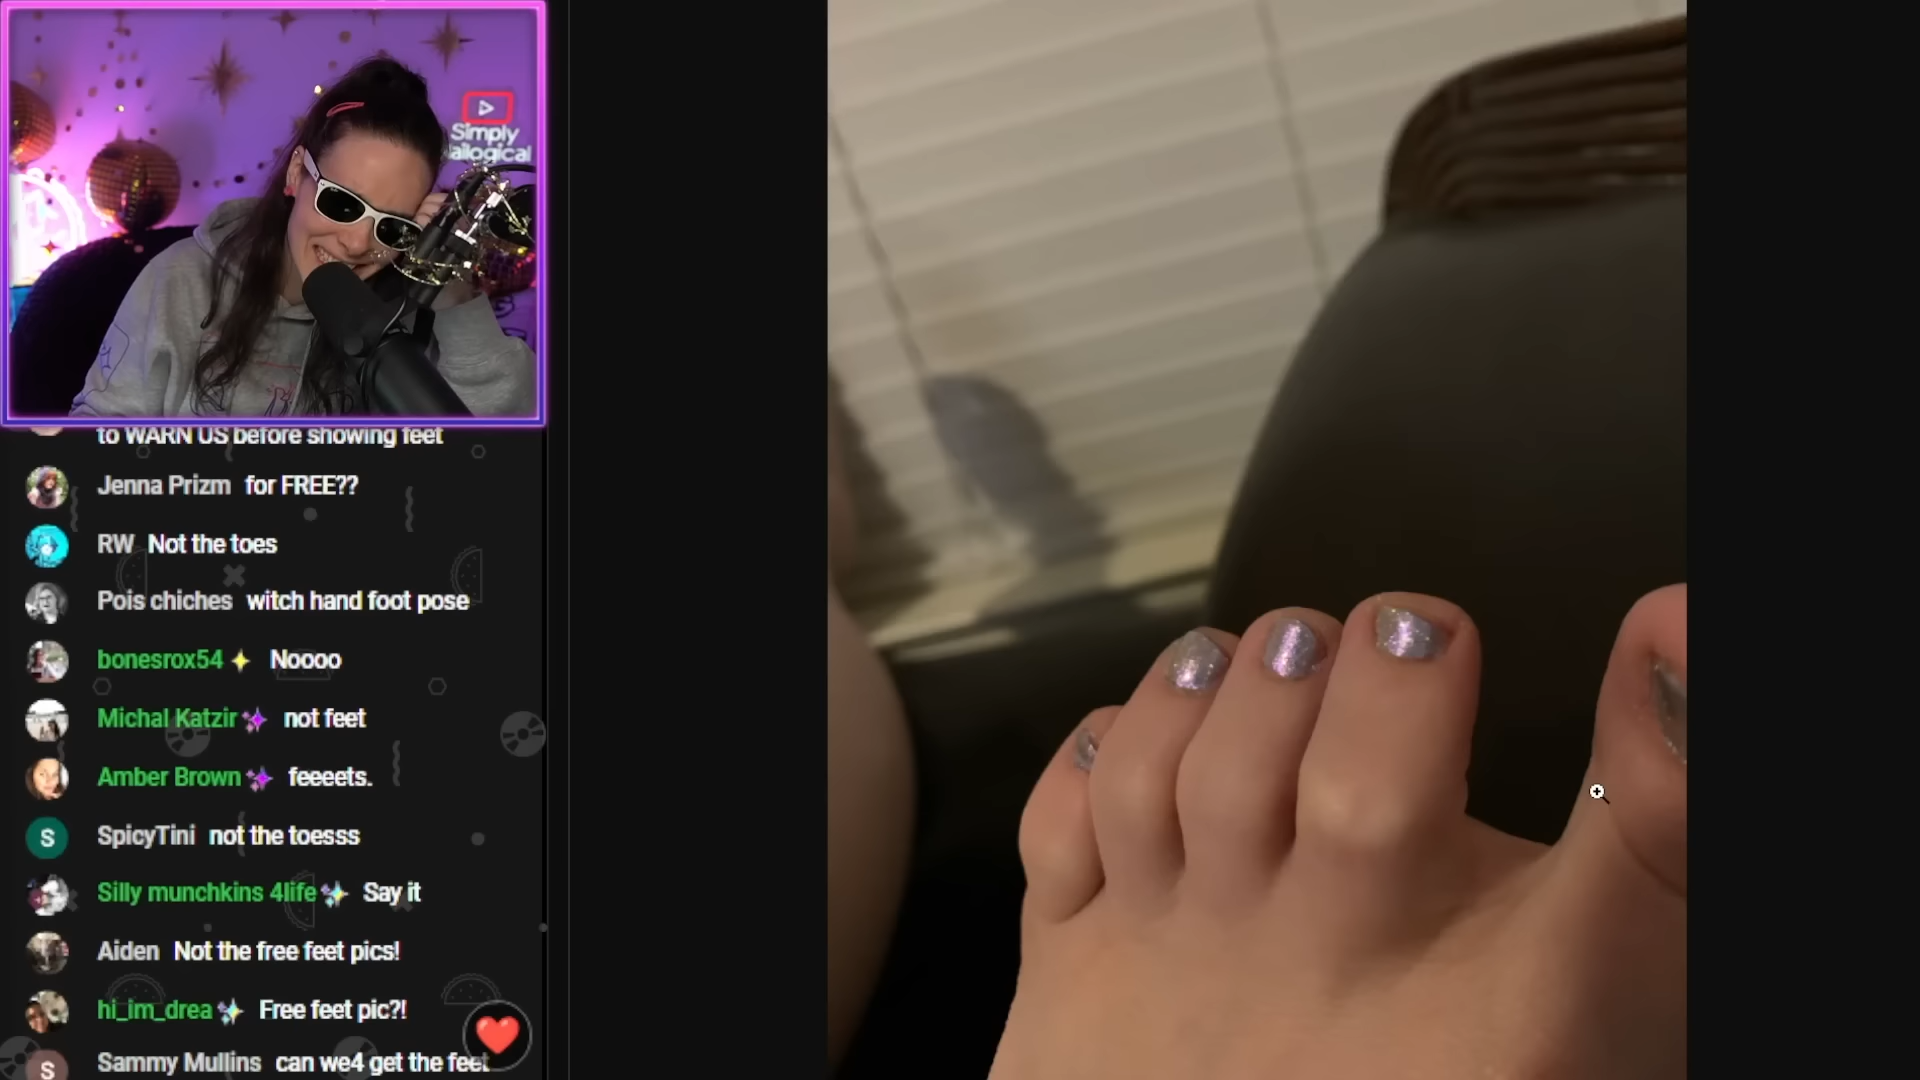 Simply
ailogical
to WARN US before showing feet
Jenna Prizm for FREE??
RW Not the toes
Pois chiches witch hand foot pose
bonesrox54 Noooo
Michal Katzir not feet
Amber Brown feeeets.
S SpicyTini not the toesss
Silly munchkins 4life Say it
Aiden Not the free feet pics!
hi_im_drea Free feet pic?!
S Sammy Mullins can we4 get the feet